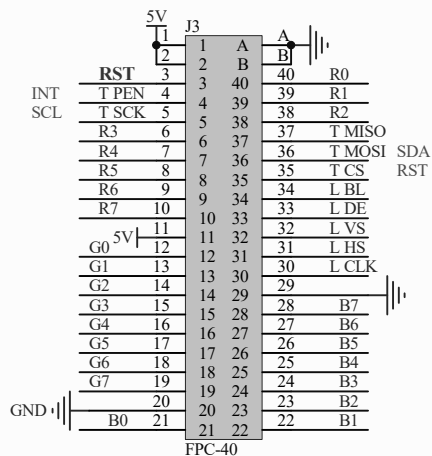 5V J3
1 1 A A
2 2 B B
RST 3 3 40 40 R0
INT T PEN 4 4 39 39 R1
SCL T SCK 5 5 38 38 R2
R3 6 6 37 37 T MISO
R4 7 7 36 36 T MOSI SDA
R5 8 8 35 35 T CS RST
R6 9 9 34 34 L BL
R7 10 10 33 33 L DE
5V 11 11 32 32 L VS
G0 12 12 31 31 L HS
G1 13 13 30 30 L CLK
G2 14 14 29 29
G3 15 15 28 28 B7
G4 16 16 27 27 B6
G5 17 17 26 26 B5
G6 18 18 25 25 B4
G7 19 19 24 24 B3
GND 20 20 23 23 B2
B0 21 21 22 22 B1
FPC-40